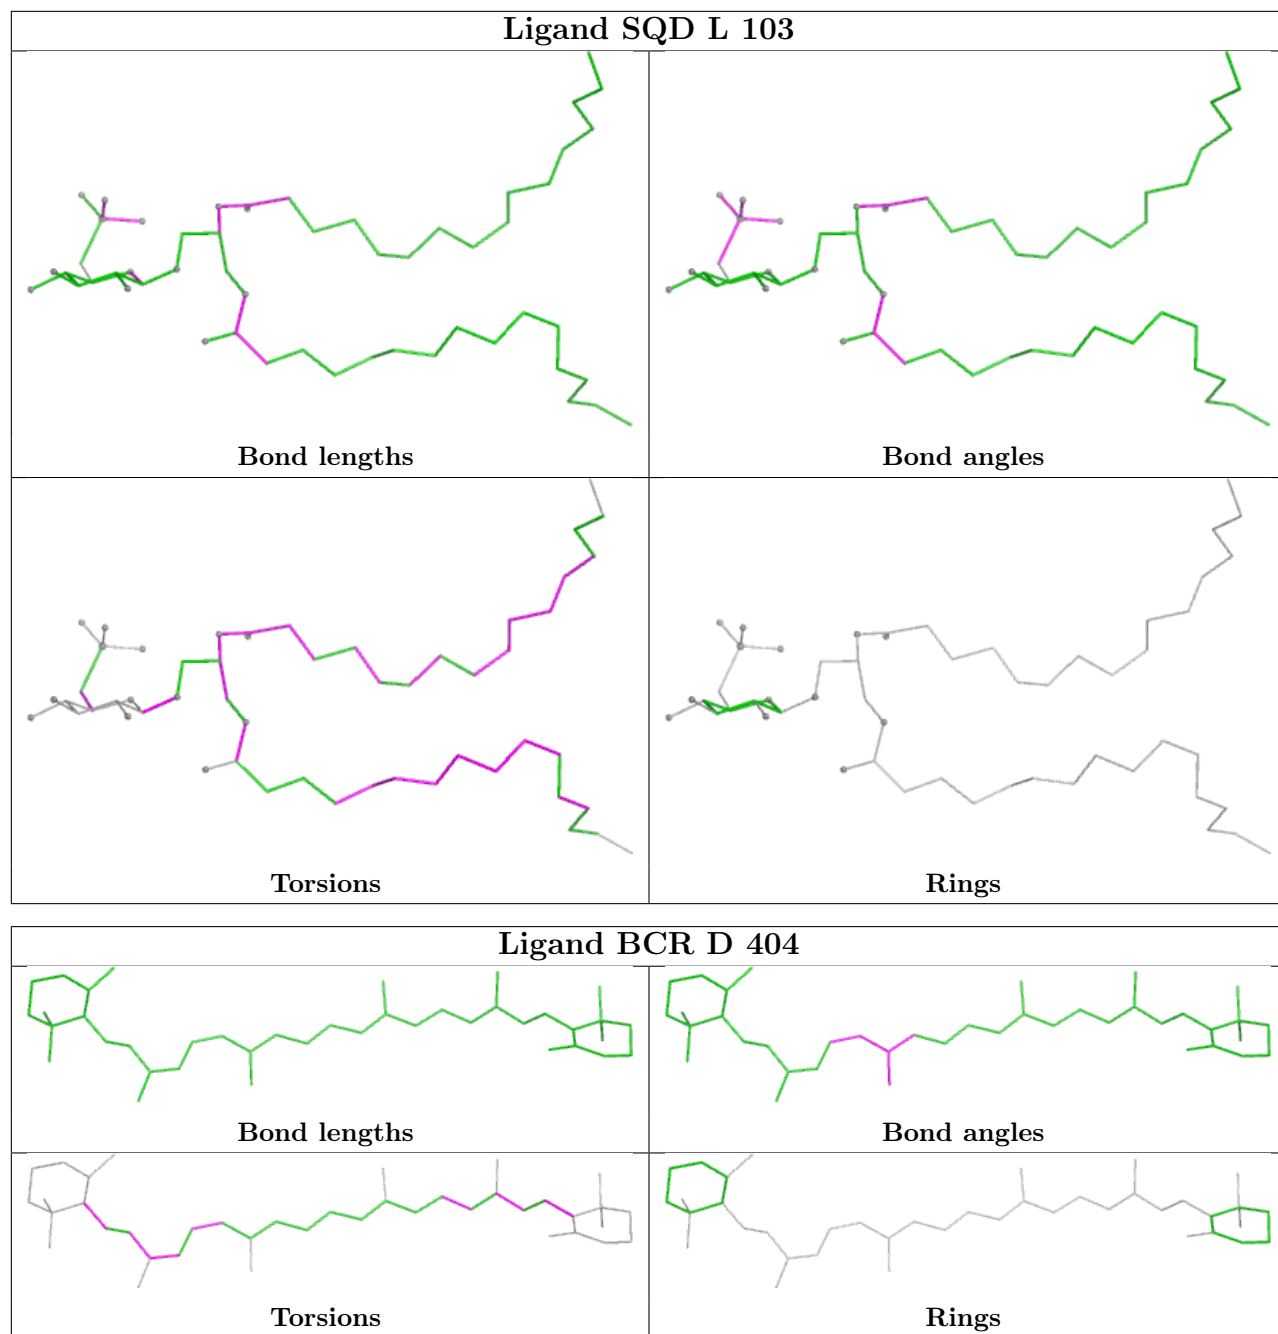 Ligand SQD L 103
Bond lengths
Bond angles
Torsions
Rings
Ligand BCR D 404
Bond lengths
Bond angles
Torsions
Rings